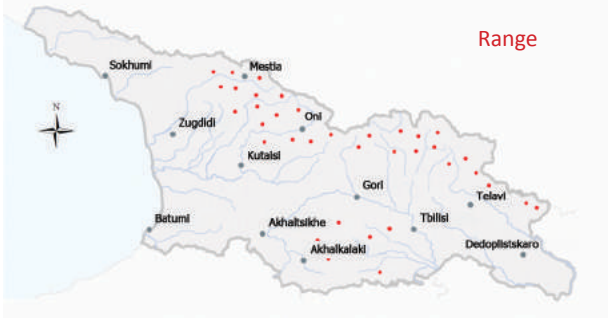 Range
Sokhumi
Mestia
N
Zugdidi
Oni
Kutaisi
Gori
Telavi
Batumi
Akhaltsikhe
Tbilisi
Akhalkalaki
Dedoplistskaro